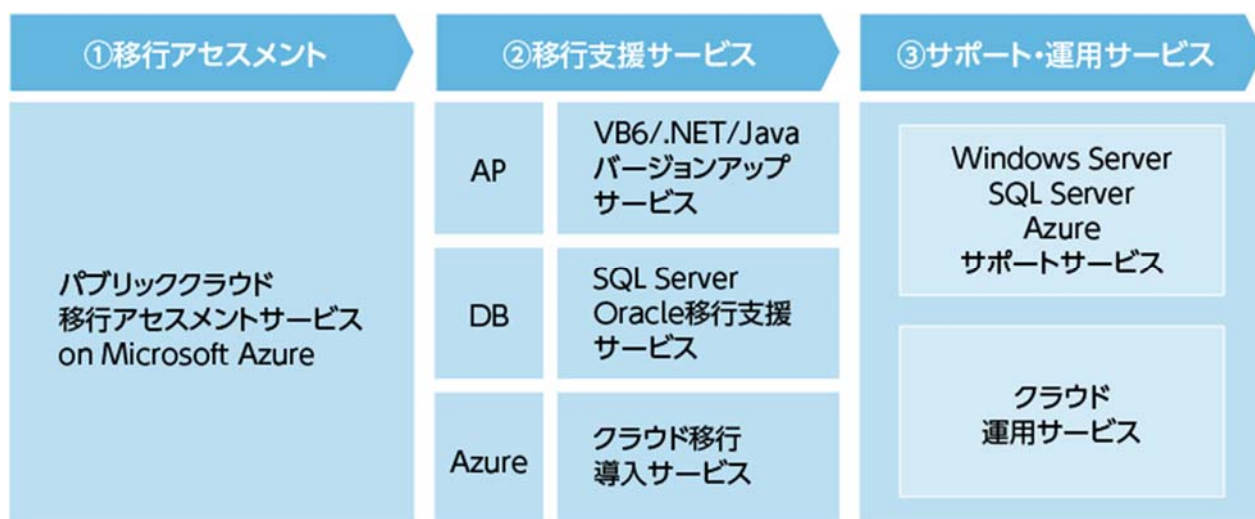 ①移行アセスメント
②移行支援サービス
③サポート・運用サービス
パブリッククラウド
移行アセスメントサービス
on Microsoft Azure
AP
VB6/.NET/Java
バージョンアップ
サービス
DB
SQL Server
Oracle移行支援
サービス
Azure
クラウド移行
導入サービス
Windows Server
SQL Server
Azure
サポートサービス
クラウド
運用サービス